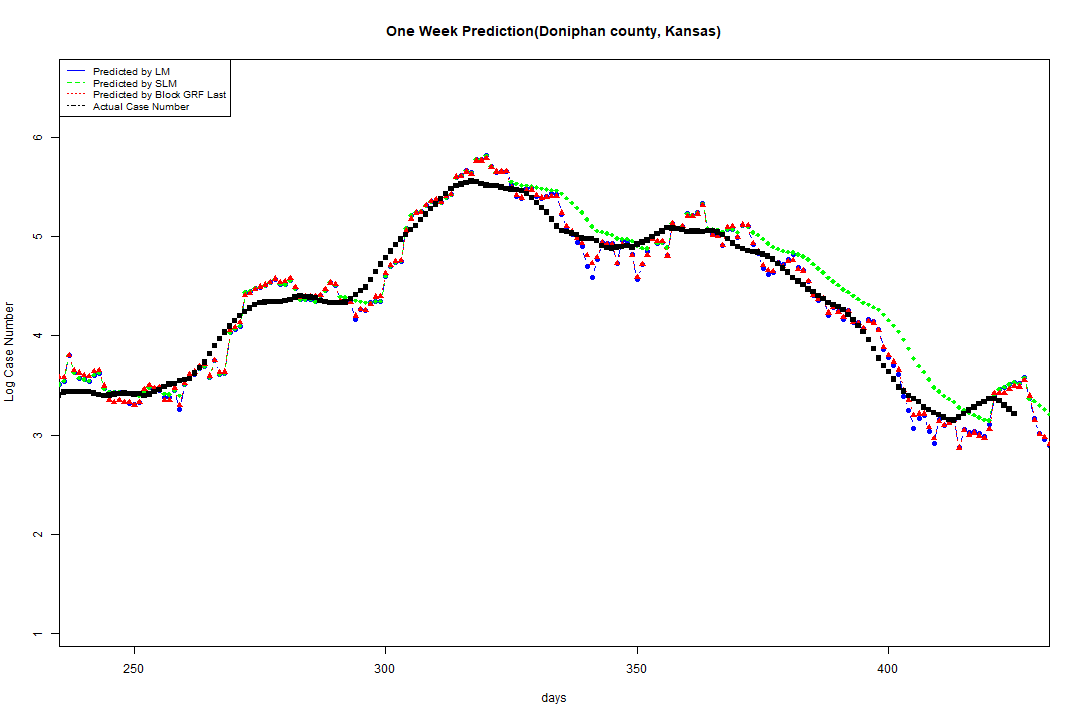 One Week Prediction(Doniphan county, Kansas)
Predicted by LM
Predicted by SLM
Predicted by Block GRF Last
Actual Case Number
6
5
4
3
2
1
Log Case Number
250 300 350 400
days